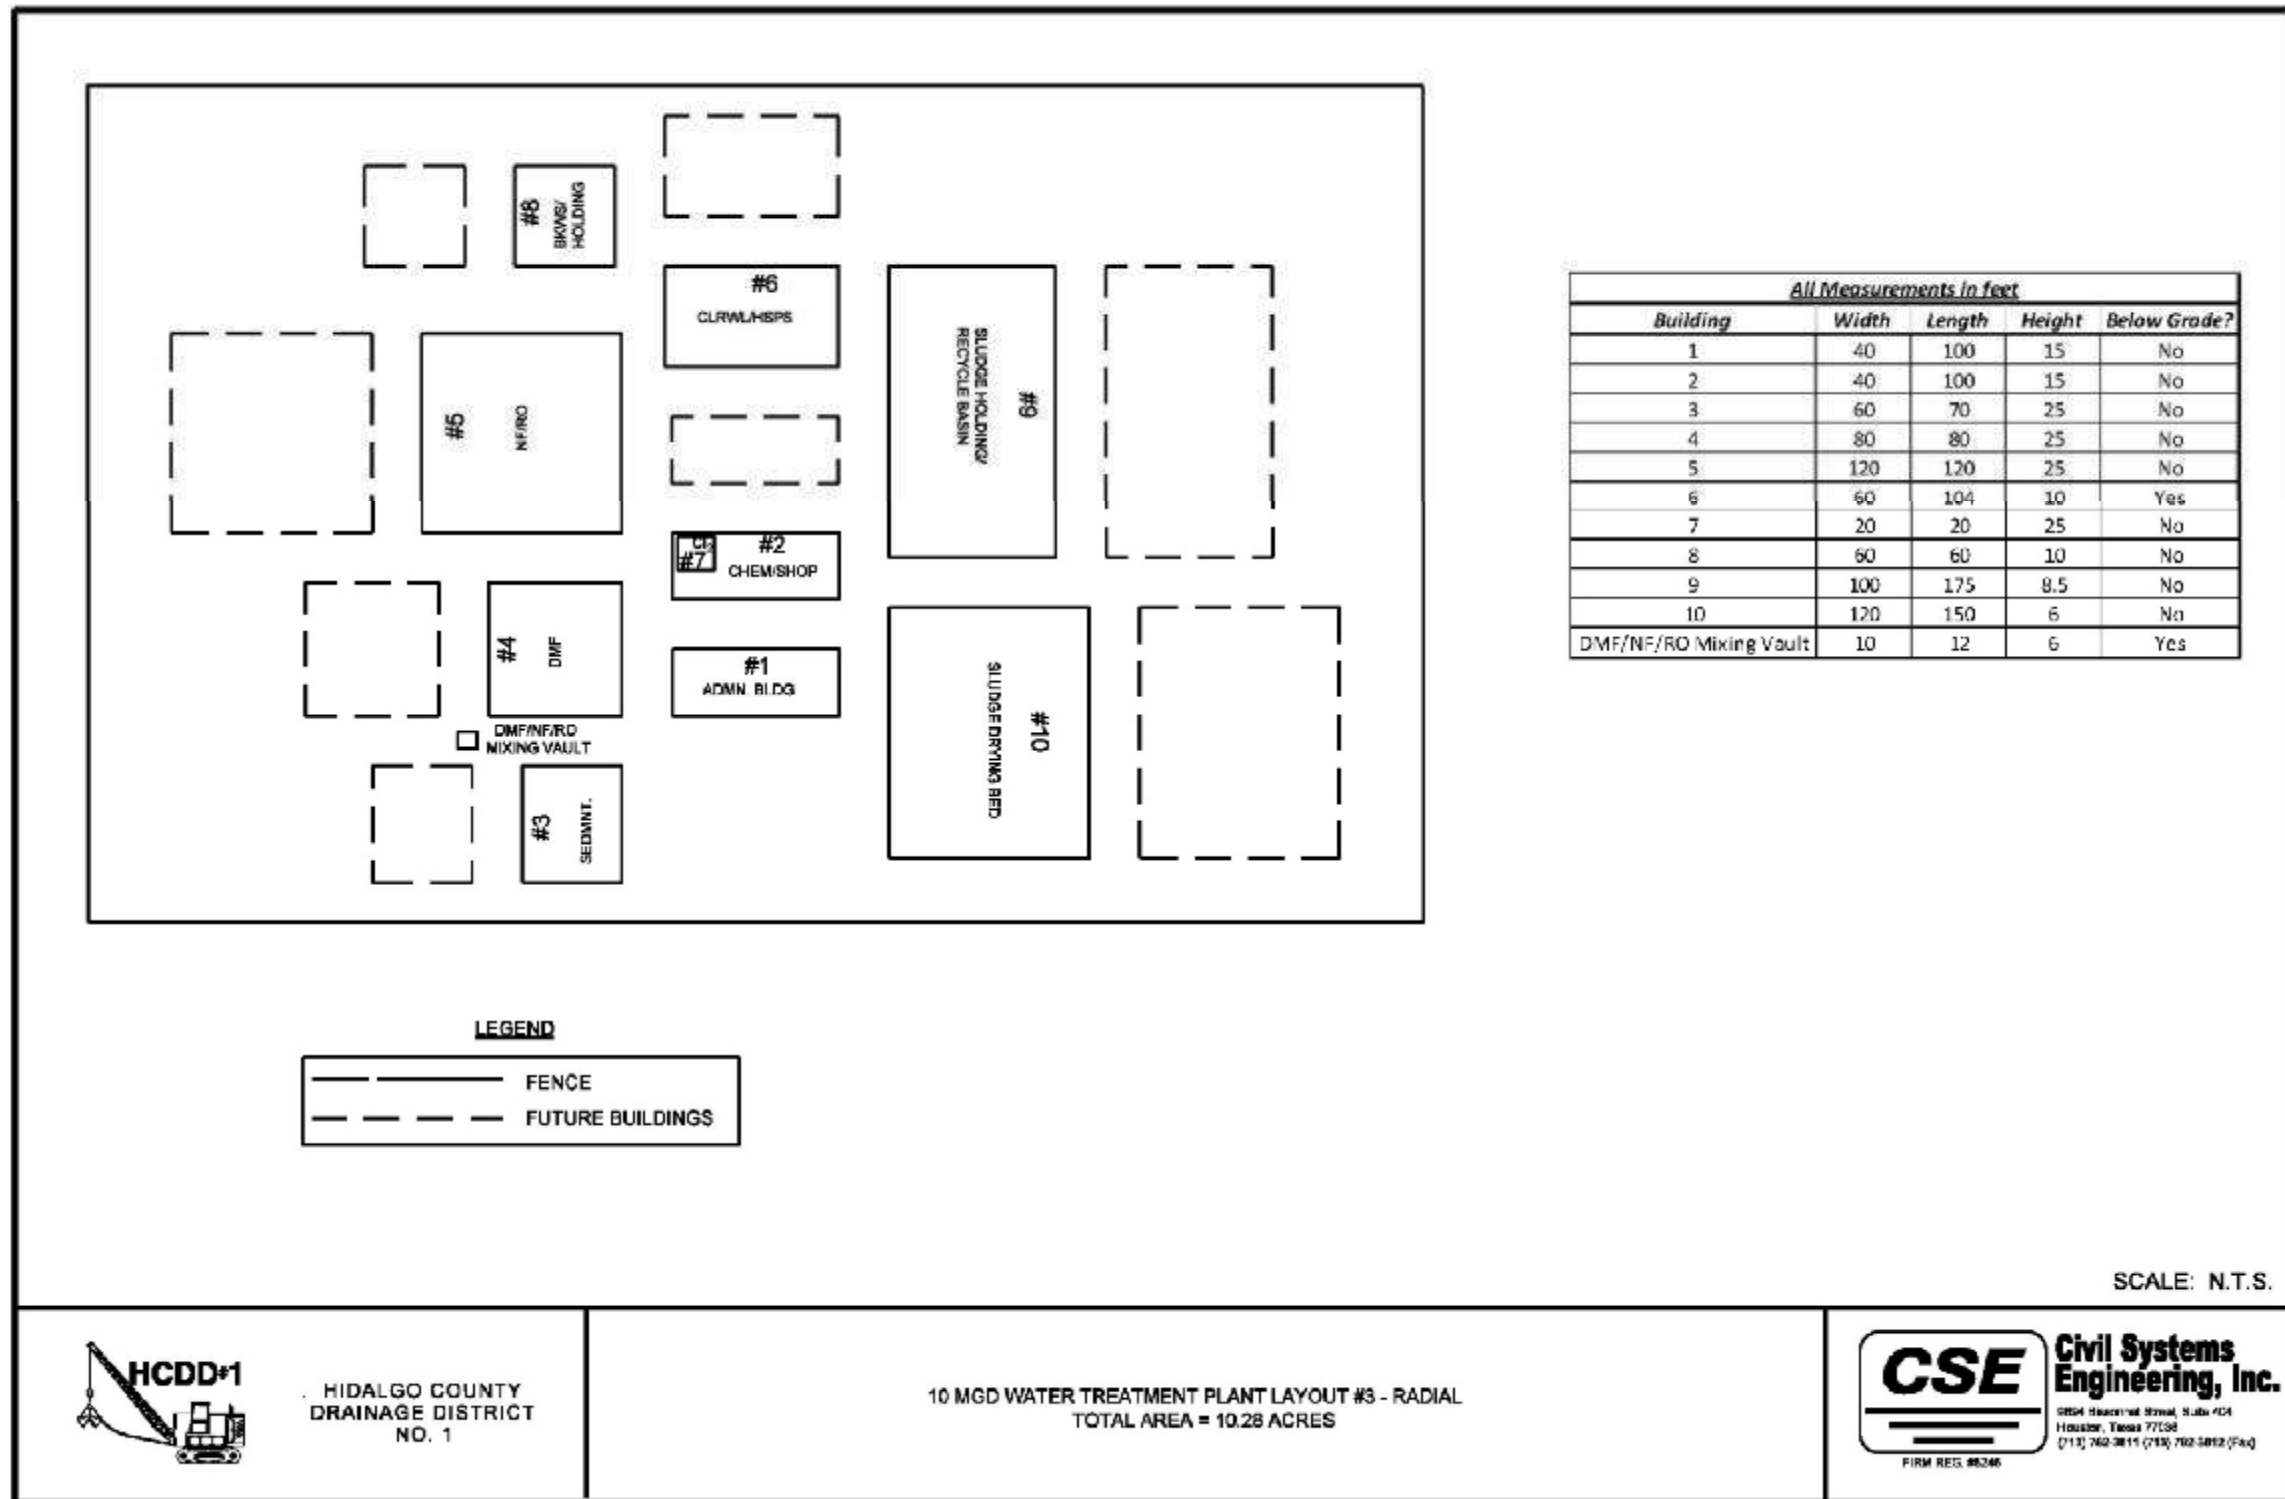 #8
BKWS/
HOLDING
#6
CLRWL/HSPS
#5
NF/RO
SLUDGE HOLDING/
RECYCLE BASIN
#9
Cl₂
#7
#2
CHEM/SHOP
#4
DMF
#1
ADMN. BLDG
DMF/NF/RO
MIXING VAULT
#3
SEDMNT.
SLUDGE DRYING BED
#10
All Measurements in feet
Building Width Length Height Below Grade?
1 40 100 15 No
2 40 100 15 No
3 60 70 25 No
4 80 80 25 No
5 120 120 25 No
6 60 104 10 Yes
7 20 20 25 No
8 60 60 10 No
9 100 175 8.5 No
10 120 150 6 No
DMF/NF/RO Mixing Vault 10 12 6 Yes
LEGEND
FENCE
FUTURE BUILDINGS
SCALE: N.T.S.
HCDD#1
HIDALGO COUNTY
DRAINAGE DISTRICT
NO. 1
10 MGD WATER TREATMENT PLANT LAYOUT #3 - RADIAL
TOTAL AREA = 10.28 ACRES
CSE
Civil Systems
Engineering, Inc.
Street, Suite
Houston, Texas
(Fax)
FIRM REG.